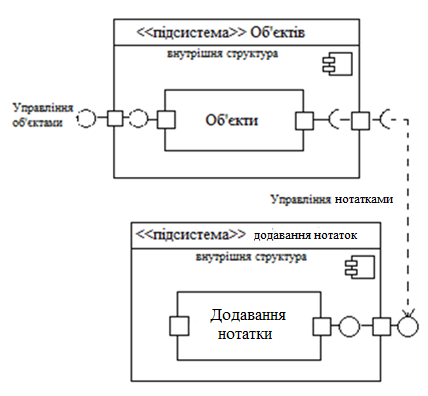 <<підсистема>> Об'єктів
внутрішня структура
Управління
об'єктами
Об'єкти
Управління нотатками
<<підсистема>> додавання нотаток
внутрішня структура
Додавання
нотатки